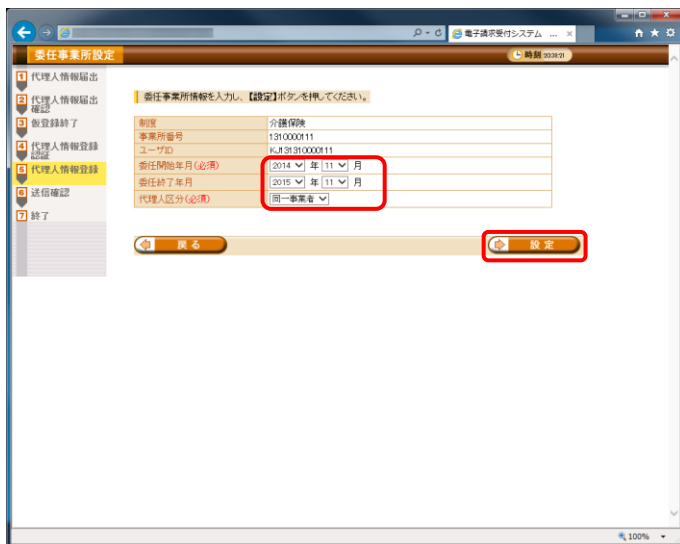 電子請求受付システム ...
委任事業所設定
時刻 20:38:21
1 代理人情報届出
2 代理人情報届出確認
3 仮登録終了
4 代理人情報登録認証
5 代理人情報登録
6 送信確認
7 終了
委任事業所情報を入力し、【設定】ボタンを押してください。
制度 介護保険
事業所番号 1310000111
ユーザID KJ131310000111
委任開始年月(必須) 2014 年 11 月
委任終了年月 2015 年 11 月
代理人区分(必須) 同一事業者
戻る 設定
100%